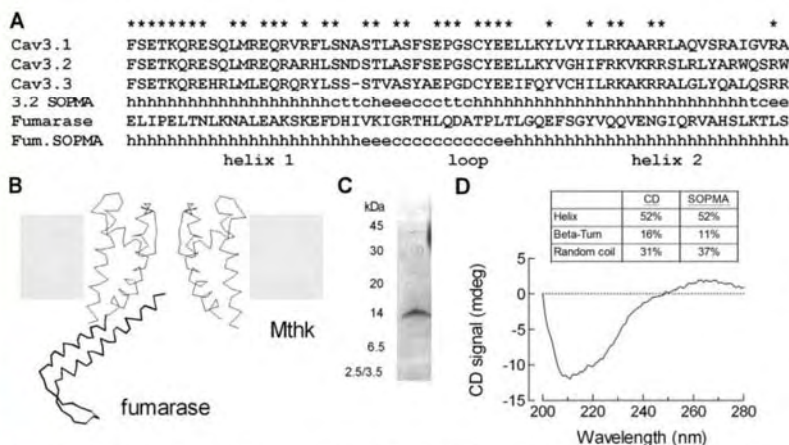 A
Cav3.1 FSETKQRESQLMREQRVRFLSNASTLASFSEPGSCYEELLKYLVYILRKAARRLAQVSRAIGVRA
Cav3.2 FSETKQRESQLMREQRARHLSNDSTLASFSEPGSCYEELLKYVGHIFRKVKRRSLRLYARWQSRW
Cav3.3 FSETKQREHRLMLEQRQRYLSS-STVASYAEPGDCYEEIFQYVCHILRKAKRRALGLYQALQSRR
3.2 SOPMA hhhhhhhhhhhhhhhhhhhhcttcheeecccttchhhhhhhhhhhhhhhhhhhhhhhhhhhhtcee
Fumarase ELIPELTNLKNALEAKSKEFDHIVKIGRTHLQDATPLTLGQEFSGYVQQVENGIQRVAHSLKTLS
Fum.SOPMA hhhhhhhhhhhhhhhhhhhhhhheeeccccccccccceehhhhhhhhhhhhhhhhhhhhhhhhhh
helix 1 loop helix 2
B
Mthk
fumarase
C
kDa
45
30
20
14
6.5
2.5/3.5
D
CD SOPMA
Helix 52% 52%
Beta-Turn 16% 11%
Random coil 31% 37%
CD signal (mdeg)
5
0
-5
-10
-15
200 220 240 260 280
Wavelength (nm)